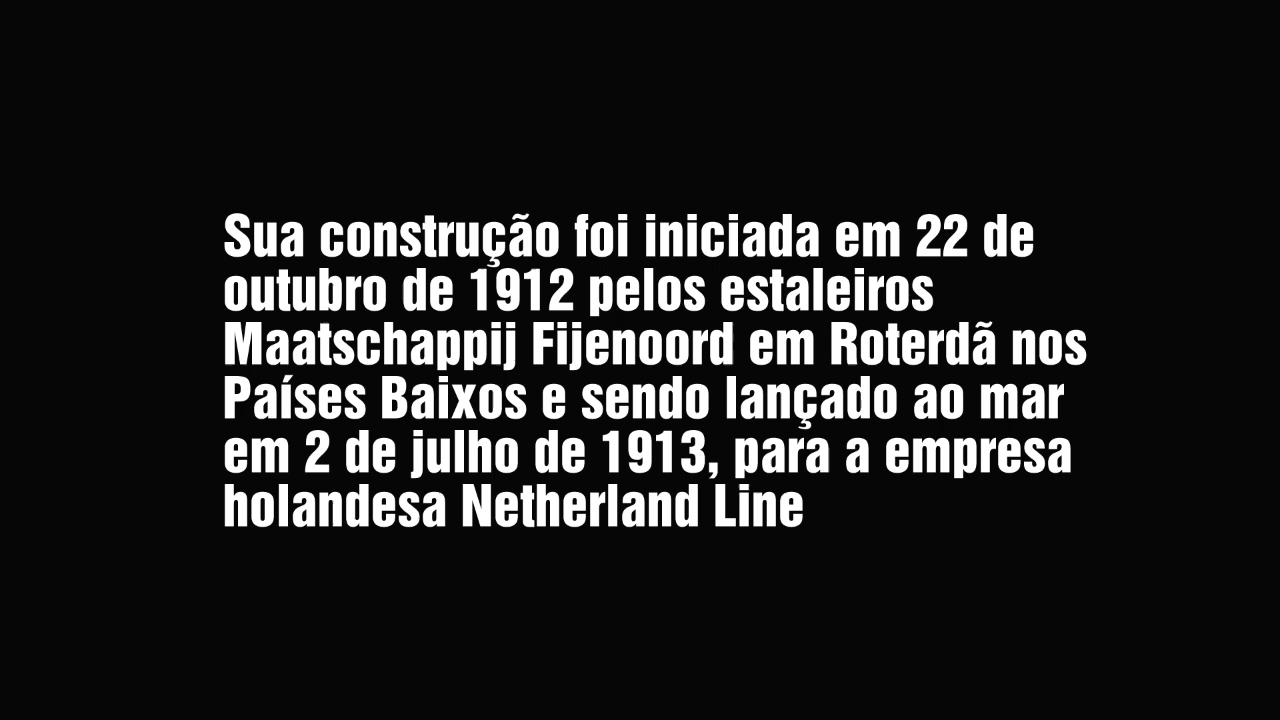 Sua construção foi iniciada em 22 de
outubro de 1912 pelos estaleiros
Maatschappij Fijenoord em Roterdã nos
Países Baixos e sendo lançado ao mar
em 2 de julho de 1913, para a empresa
holandesa Netherland Line